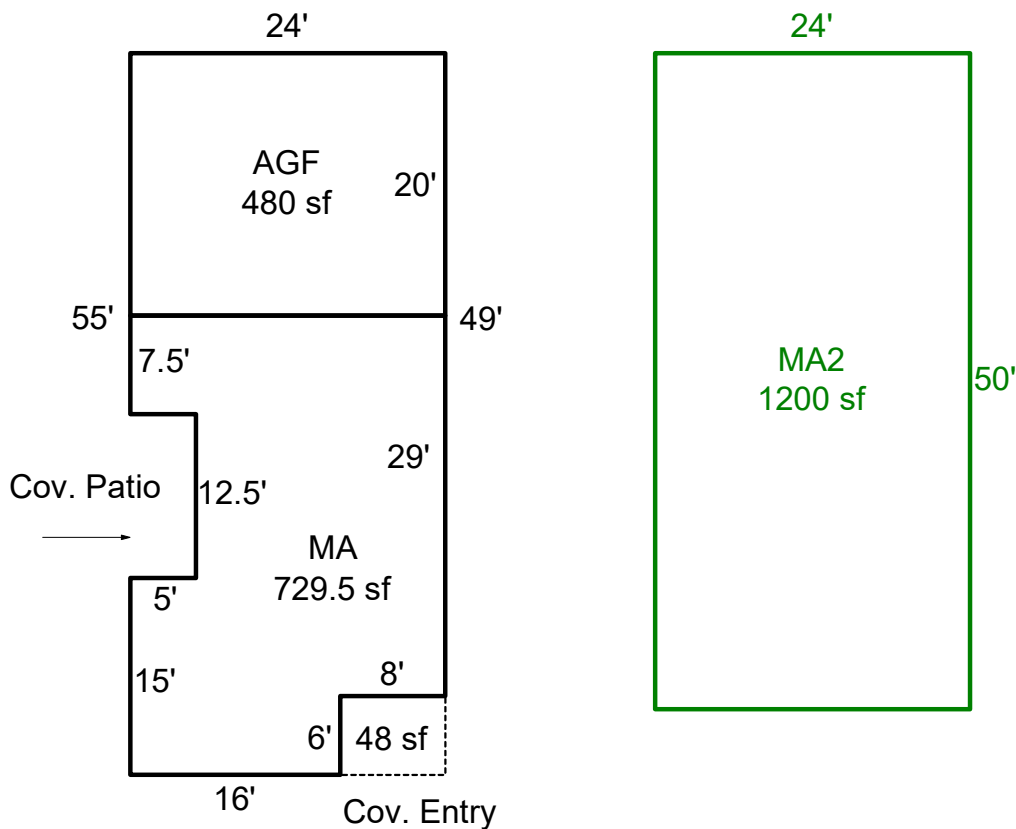 24'
24'
AGF
480 sf
20'
55'
49'
7.5'
MA2
1200 sf
50'
29'
Cov. Patio
12.5'
MA
729.5 sf
5'
15'
8'
6'
48 sf
16'
Cov. Entry